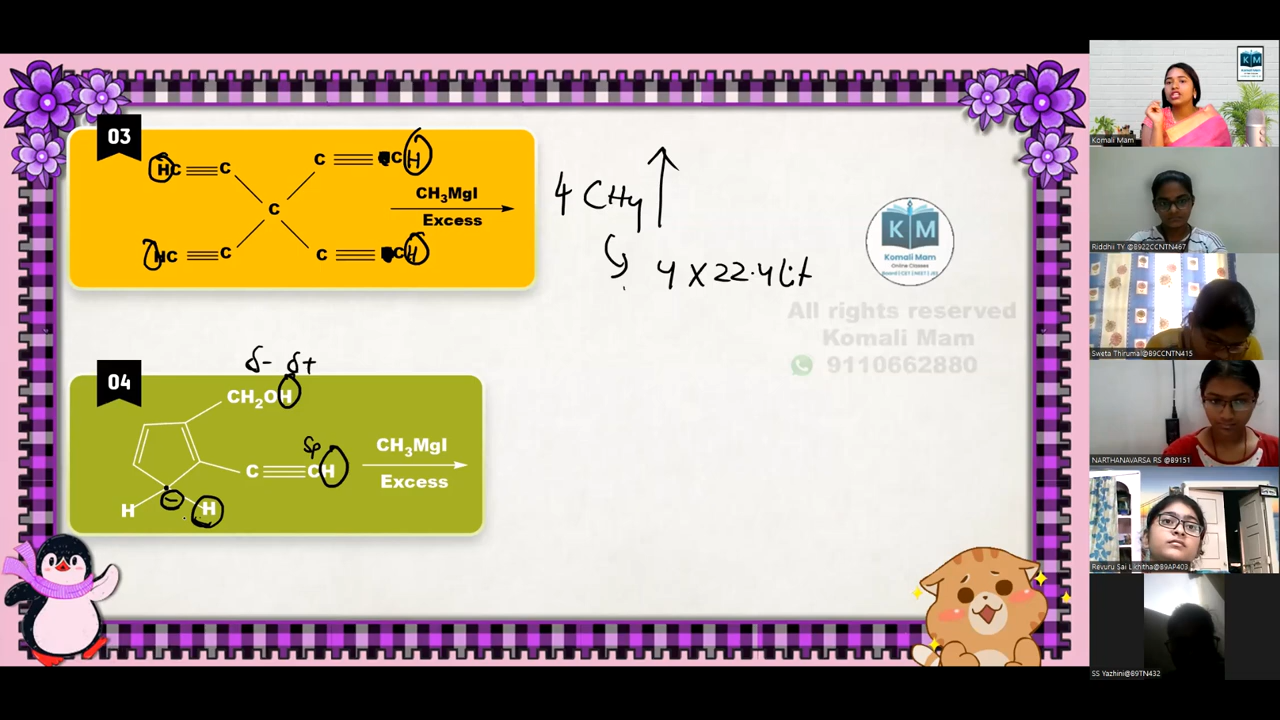 03
HC≡C C≡CH
C
HC≡C C≡CH
CH₃MgI
Excess
4 CH4 ↑
4 X 22.4 lit
KM
Komali Mam
Online Classes
All rights reserved
Komali Mam
9110662880
04
δ- δ+
CH₂OH
sp
C≡CH
H H
CH₃MgI
Excess
KM
Komali Mam
Riddhii TY @B922CCNTN467
Sweta Thirumal @B9CCNTN415
NARTHANAVARSA RS @B9151
Revuru Sai Likhitha@B9AP403
SS Yazhini@B9TN432